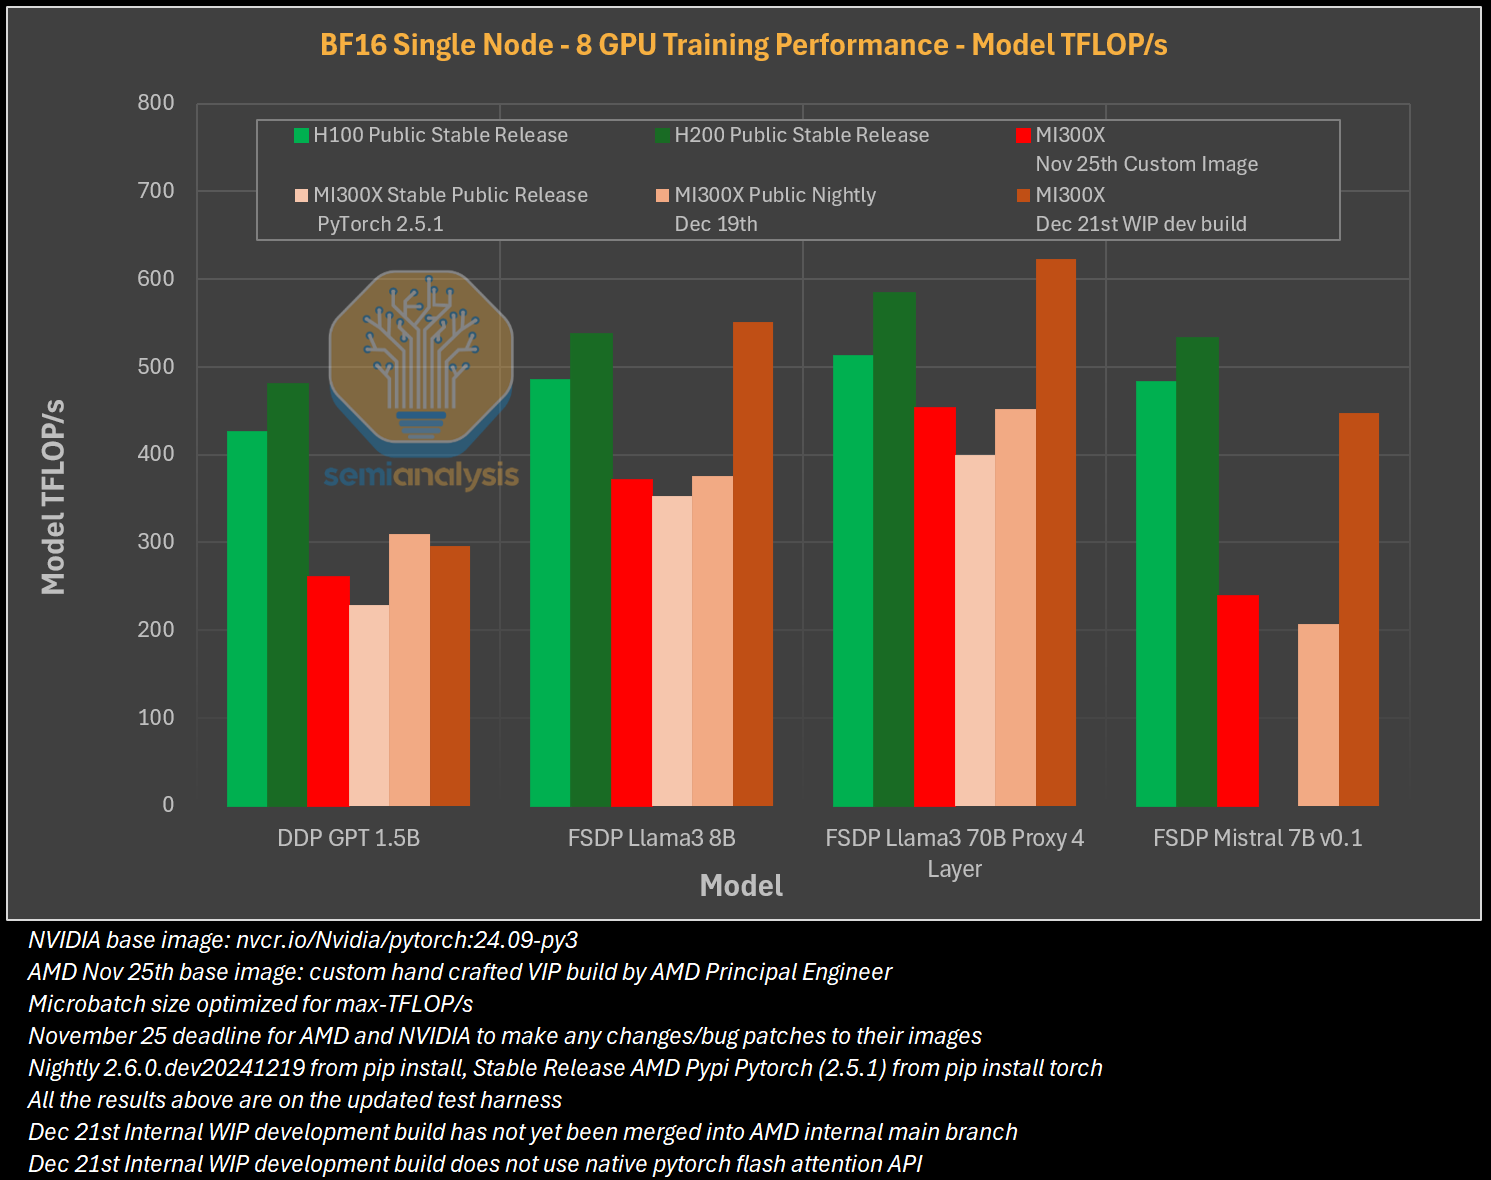 BF16 Single Node - 8 GPU Training Performance - Model TFLOP/s
800
700
600
500
400
300
200
100
0
Model TFLOP/s
H100 Public Stable Release
H200 Public Stable Release
MI300X
Nov 25th Custom Image
MI300X Stable Public Release
PyTorch 2.5.1
MI300X Public Nightly
Dec 19th
MI300X
Dec 21st WIP dev build
semianalysis
DDP GPT 1.5B
FSDP Llama3 8B
FSDP Llama3 70B Proxy 4
Layer
FSDP Mistral 7B v0.1
Model
NVIDIA base image: nvcr.io/Nvidia/pytorch:24.09-py3
AMD Nov 25th base image: custom hand crafted VIP build by AMD Principal Engineer
Microbatch size optimized for max-TFLOP/s
November 25 deadline for AMD and NVIDIA to make any changes/bug patches to their images
Nightly 2.6.0.dev20241219 from pip install, Stable Release AMD Pypi Pytorch (2.5.1) from pip install torch
All the results above are on the updated test harness
Dec 21st Internal WIP development build has not yet been merged into AMD internal main branch
Dec 21st Internal WIP development build does not use native pytorch flash attention API